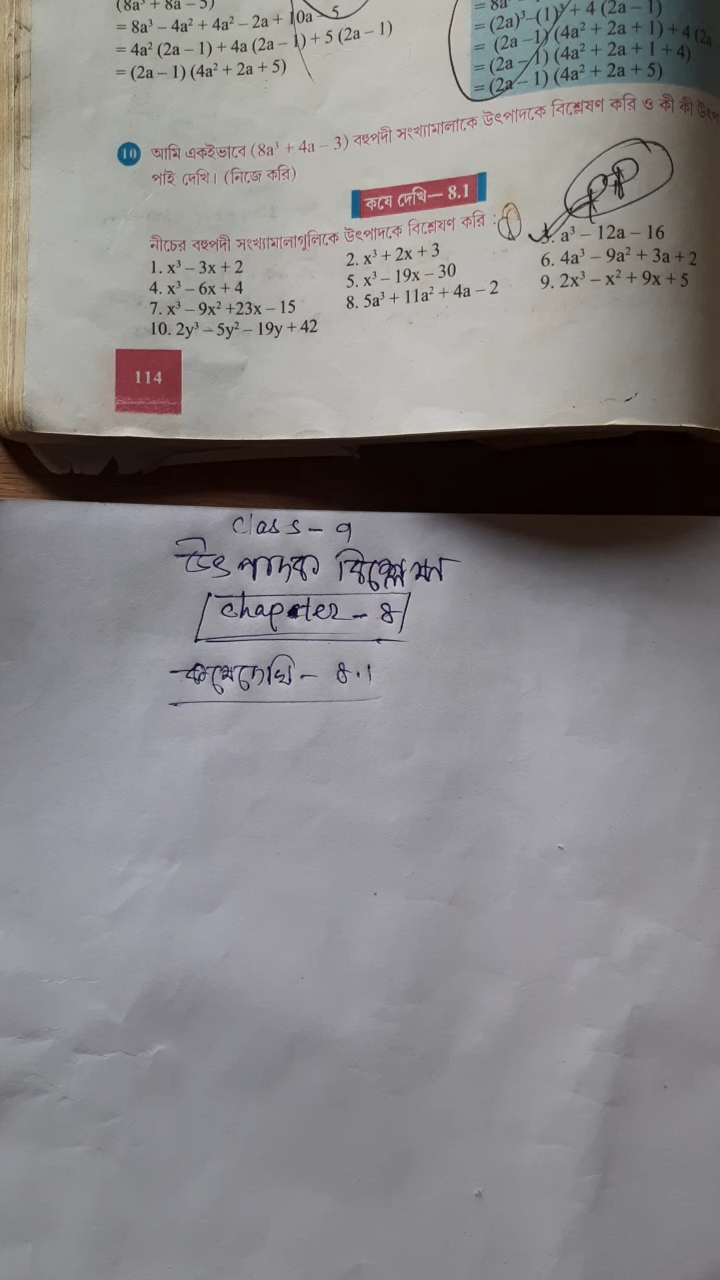 (8a³ + 8a – 5)
= 8a³ – 4a² + 4a² – 2a + 10a – 5
= 4a² (2a – 1) + 4a (2a – 1) + 5 (2a – 1)
= (2a – 1) (4a² + 2a + 5)
= 8a³
= (2a)³ –(1)³ + 4 (2a – 1)
= (2a –1) (4a² + 2a + 1) + 4 (2a
= (2a – 1) (4a² + 2a + 1 + 4)
= (2a – 1) (4a² + 2a + 5)
10 আমি একইভাবে (8a³ + 4a – 3) বহুপদী সংখ্যামালাকে উৎপাদকে বিশ্লেষণ করি ও কী কী
পাই দেখি। (নিজে করি)
কষে দেখি— 8.1
নীচের বহুপদী সংখ্যামালাগুলিকে উৎপাদকে বিশ্লেষণ করি :
1. x³ – 3x + 2
2. x³ + 2x + 3
3. a³ – 12a – 16
4. x³ – 6x + 4
5. x³ – 19x – 30
6. 4a³ – 9a² + 3a + 2
7. x³ – 9x² +23x – 15
8. 5a³ + 11a² + 4a – 2
9. 2x³ – x² + 9x + 5
10. 2y³ – 5y² – 19y + 42
114
class – 9
উৎপাদক বিশ্লেষণ
chapter – 8
কষেদেখি – 8.1